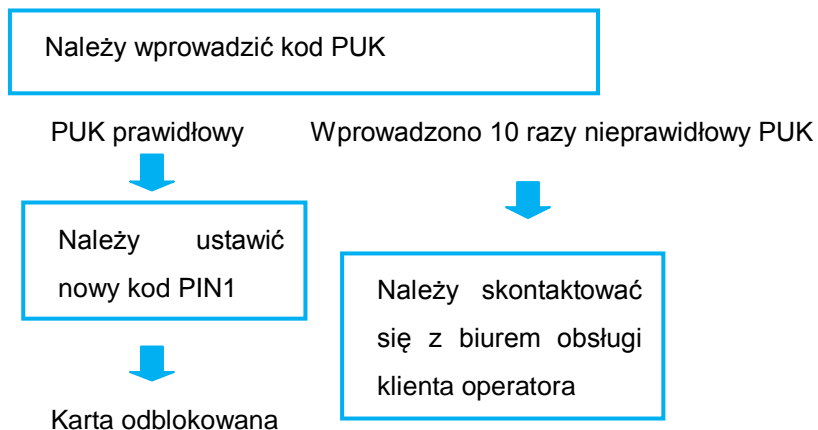 Należy wprowadzić kod PUK
PUK prawidłowy
Wprowadzono 10 razy nieprawidłowy PUK
Należy ustawić
nowy kod PIN1
Należy skontaktować
się z biurem obsługi
klienta operatora
Karta odblokowana